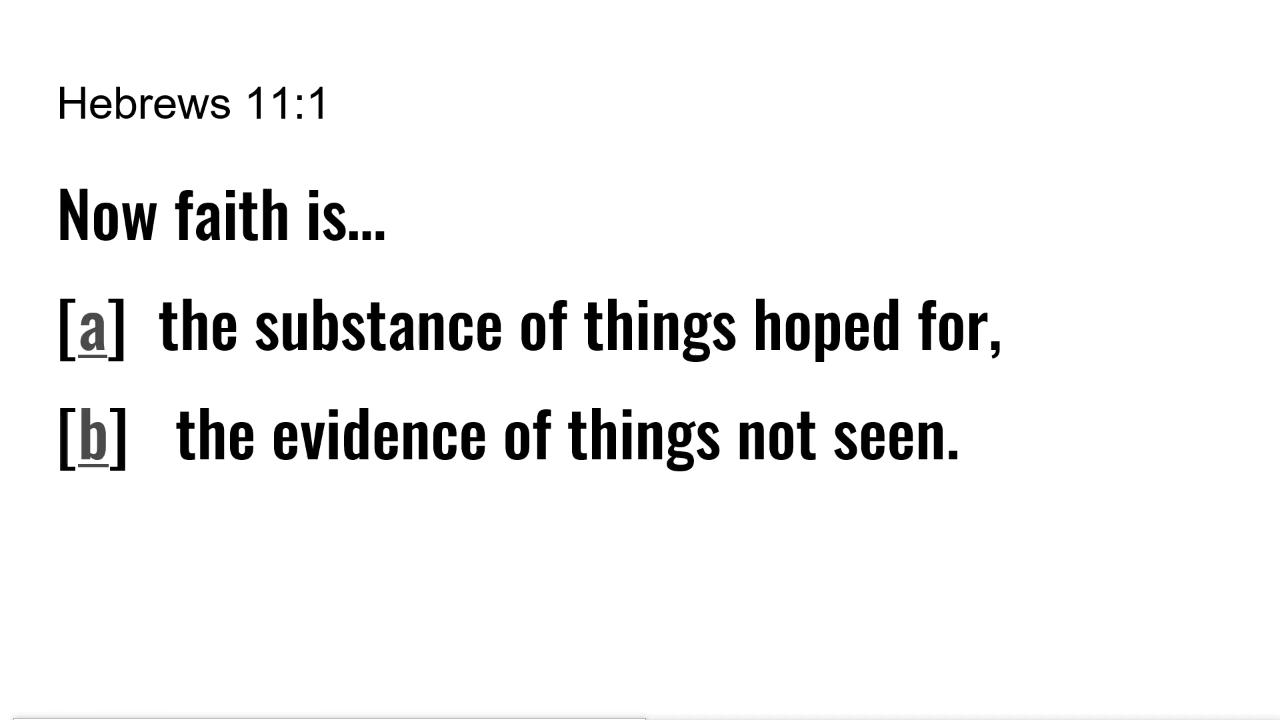 Hebrews 11:1
Now faith is...
[a] the substance of things hoped for,
[b] the evidence of things not seen.